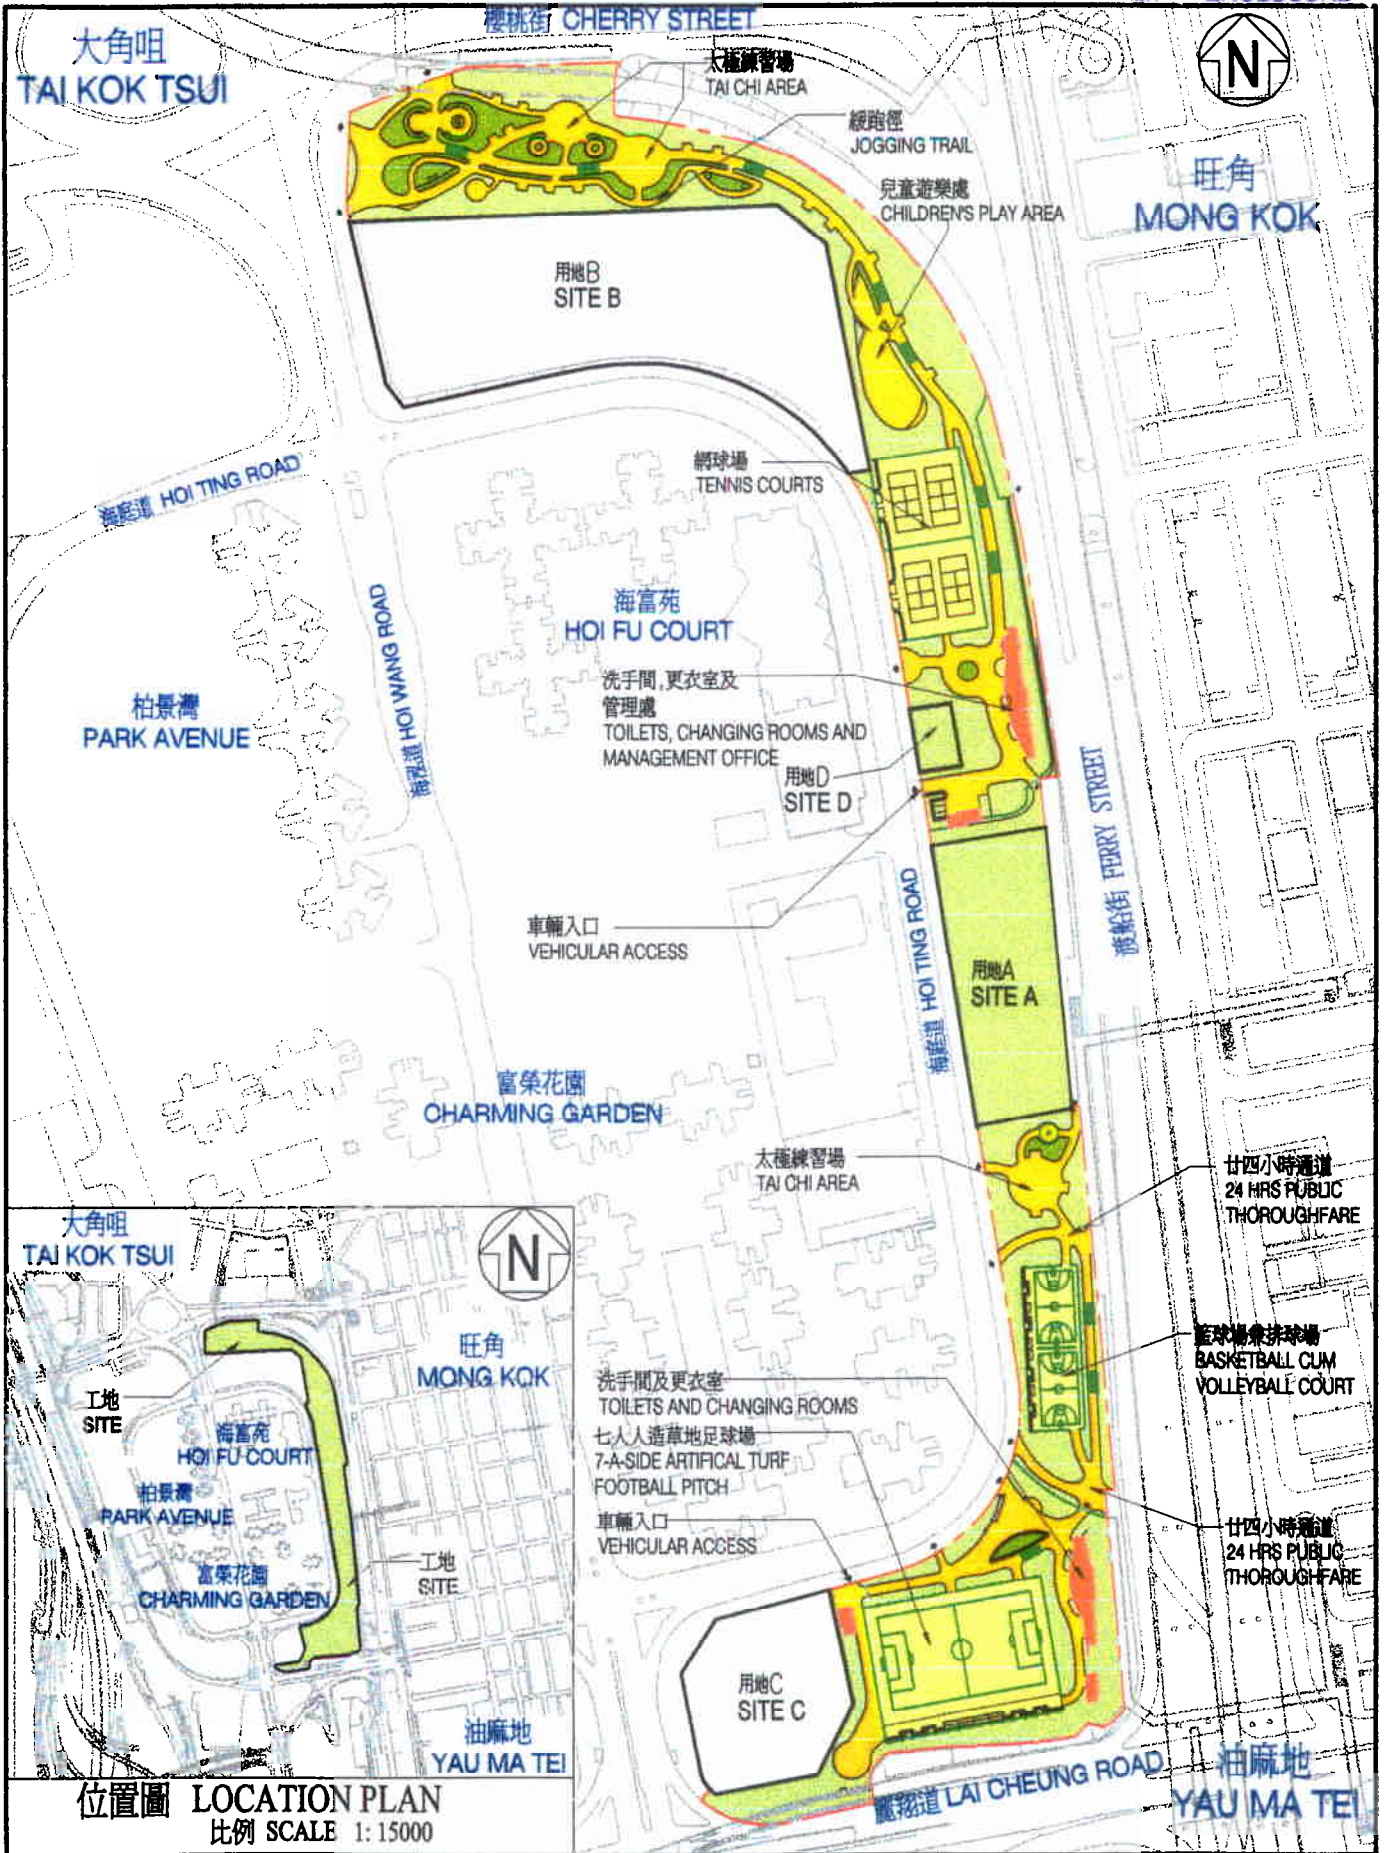 櫻桃街 CHERRY STREET
大角咀
TAI KOK TSUI
太極練習場
TAI CHI AREA
N
緩跑徑
JOGGING TRAIL
旺角
MONG KOK
兒童遊樂處
CHILDREN'S PLAY AREA
用地B
SITE B
網球場
TENNIS COURTS
海庭道 HOI TING ROAD
海泓道 HOI WANG ROAD
海富苑
HOI FU COURT
洗手間,更衣室及
管理處
TOILETS, CHANGING ROOMS AND
MANAGEMENT OFFICE
柏景灣
PARK AVENUE
用地D
SITE D
渡船街 FERRY STREET
海庭道 HOI TING ROAD
車輛入口
VEHICULAR ACCESS
用地A
SITE A
富榮花園
CHARMING GARDEN
太極練習場
TAI CHI AREA
廿四小時通道
24 HRS PUBLIC
THOROUGHFARE
籃球場兼排球場
BASKETBALL CUM
VOLLEYBALL COURT
洗手間及更衣室
TOILETS AND CHANGING ROOMS
七人人造草地足球場
7-A-SIDE ARTIFICAL TURF
FOOTBALL PITCH
車輛入口
VEHICULAR ACCESS
廿四小時通道
24 HRS PUBLIC
THOROUGHFARE
用地C
SITE C
麗翔道 LAI CHEUNG ROAD
油麻地
YAU MA TEI
大角咀
TAI KOK TSUI
N
旺角
MONG KOK
工地
SITE
海富苑
HOI FU COURT
柏景灣
PARK AVENUE
富榮花園
CHARMING GARDEN
工地
SITE
油麻地
YAU MA TEI
位置圖 LOCATION PLAN
比例 SCALE 1: 15000